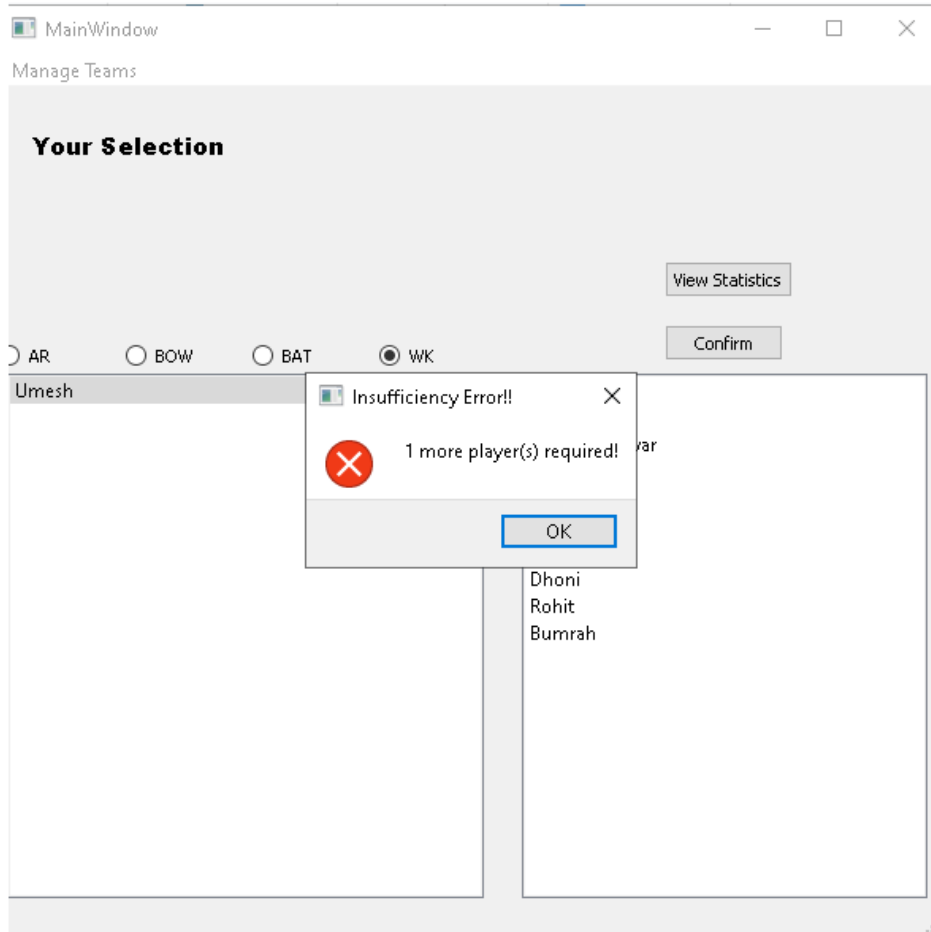 MainWindow
Manage Teams
Your Selection
View Statistics
Confirm
AR BOW BAT WK
Umesh
Insufficiency Error!!
1 more player(s) required!
OK
Dhoni
Rohit
Bumrah